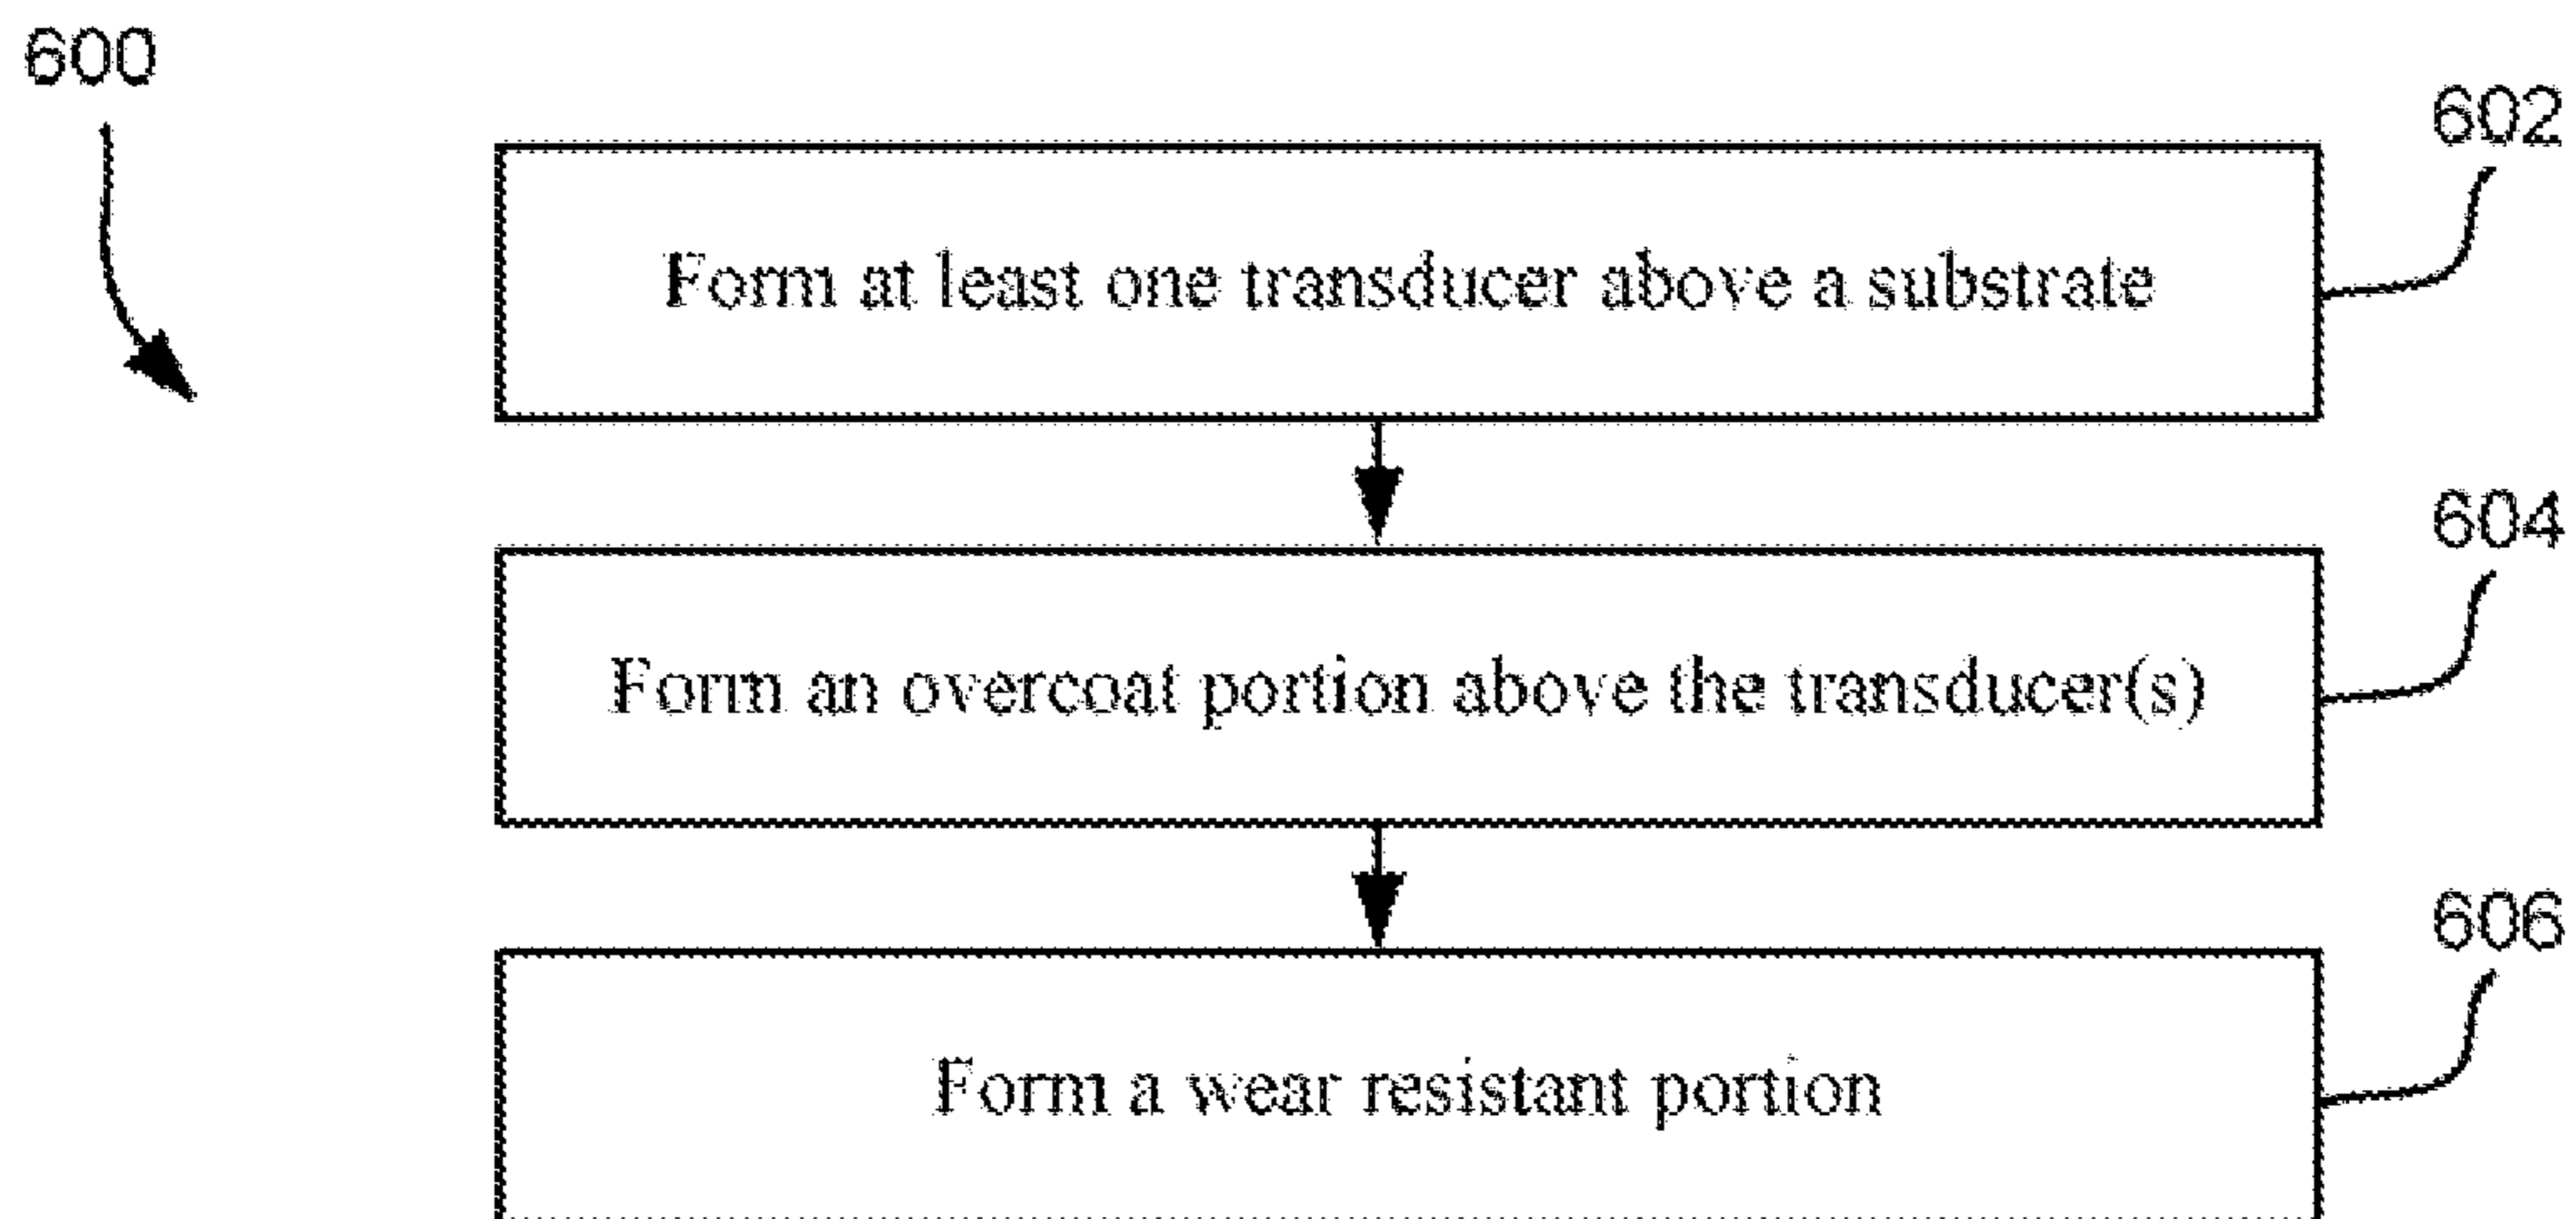 600
602
Form at least one transducer above a substrate
604
Form an overcoat portion above the transducer(s)
606
Form a wear resistant portion